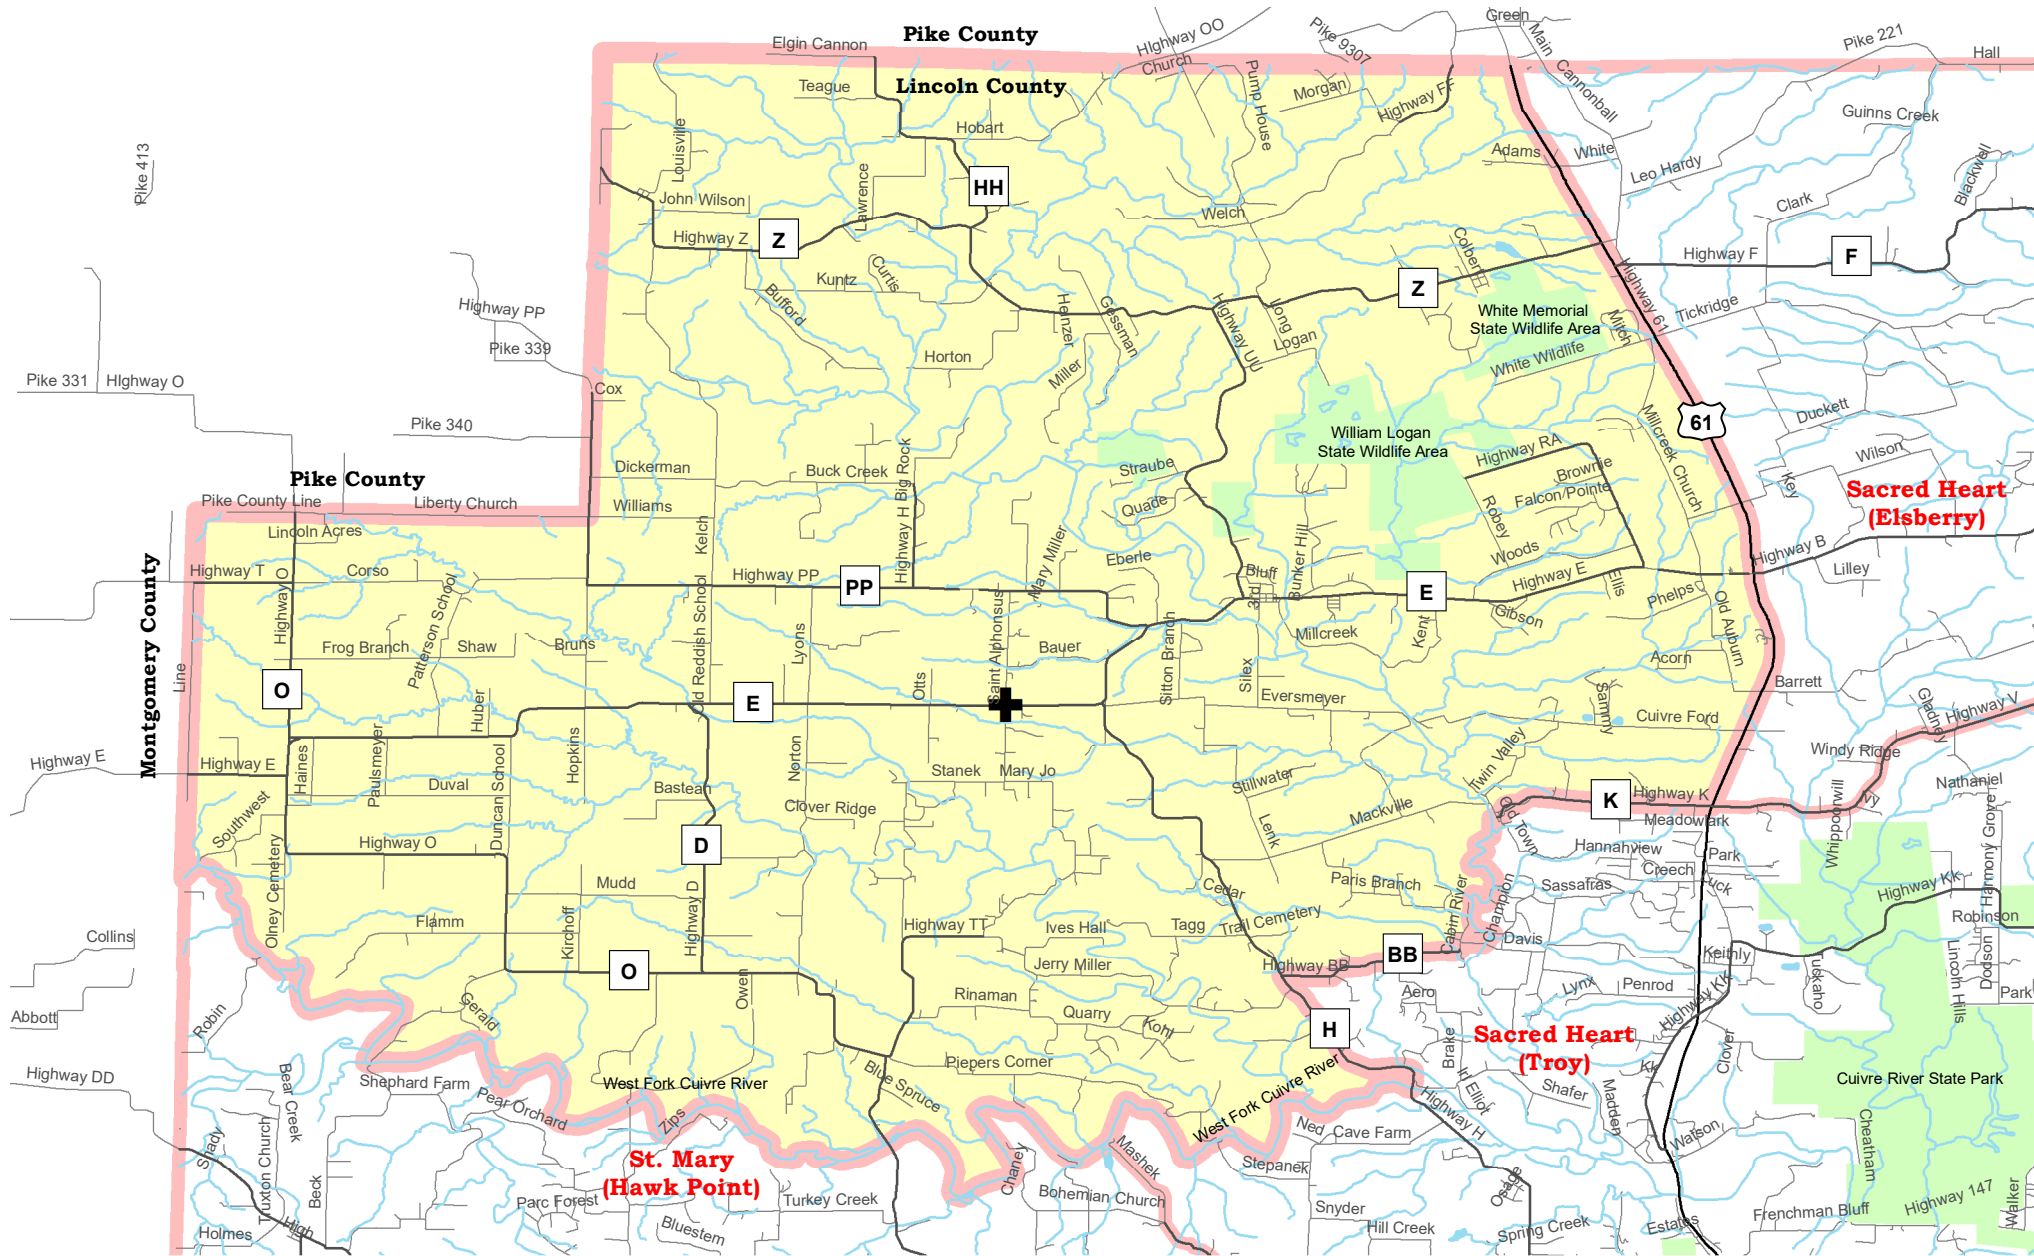 Pike County
Lincoln County
Elgin Cannon
Teague
Hobart
HIghway OO
Church
Pike 9307
Pump House
Morgan
Highway FF
Green
Main
Cannonball
Pike 221
Hall
Guinns Creek
Adams
White
Leo Hardy
Blackwell
Clark
Pike 413
Louisville
John Wilson
Lawrence
HH
Welch
Highway Z
Z
Colbert
Highway F
F
Kuntz
Curtis
Bufford
Z
Highway 61
Tickridge
Highway PP
Pike 339
Heinzer
Gessman
Highway UU
Long
Logan
White Memorial
State Wildlife Area
Mitch
White Wildlife
Horton
Miller
Pike 331
HIghway O
Cox
Pike 340
61
Duckett
Millcreek Church
William Logan
State Wildlife Area
Highway RA
Wilson
Key
Dickerman
Buck Creek
Highway H Big Rock
Straube
Quade
Brownie
Falcon Pointe
Robey
Pike County
Pike County Line
Liberty Church
Williams
Sacred Heart
(Elsberry)
Lincoln Acres
Kelch
Mary Miller
Eberle
Bunker Hill
Woods
Highway B
Lilley
Montgomery County
Highway T
Corso
Highway O
Patterson School
Highway PP
PP
Bluff
3rd
E
Highway E
Ellis
Phelps
Old Auburn
Gibson
Frog Branch
Shaw
Bruns
Old Reddish School
Lyons
Saint Alphonsus
Bauer
Sitton Branch
Millcreek
Kent
Acorn
Line
O
Huber
E
Otts
Silex
Eversmeyer
Sammy
Cuivre Ford
Barrett
Gladney
Highway V
Windy Ridge
Highway E
Highway E
Haines
Paulsmeyer
Duval
Duncan School
Hopkins
Bastean
Norton
Clover Ridge
Stanek
Mary Jo
Stillwater
Twin Valley
Mackville
Lenk
K
Highway K
Ivy
Nathaniel
Meadowlark
Southwest
Olney Cemetery
Highway O
D
Old Town
Hannahview
Park
Creech
Whippoorwill
Harmony Grove
Mudd
Cedar
Paris Branch
Sassafras
Highway Kk
Robinson
Flamm
Kirchoff
Highway D
Highway TT
Ives Hall
Tagg
Trail Cemetery
Cabin River
Champion
Davis
Keithly
Collins
O
Owen
Jerry Miller
Highway BB
BB
Aero
Lynx
Penrod
Highway KK
Tuckaho
Lincoln Hills
Dodson
Park
Abbott
Robin
Gerald
Rinaman
Quarry
Kohl
H
Brake
Sacred Heart
(Troy)
Clover
Highway DD
Bear Creek
Shephard Farm
Pear Orchard
West Fork Cuivre River
Zips
Blue Spruce
Piepers Corner
West Fork Cuivre River
Irl Elliot
Shafer
Kk
Madden
Cuivre River State Park
Shady
Truxton Church
Beck
St. Mary
(Hawk Point)
Chaney
Mashek
Ned
Cave Farm
Highway H
Watson
Cheatham
Stepanek
Holmes
High
Parc Forest
Bluestem
Turkey Creek
Bohemian Church
Snyder
Hill Creek
Osage
Spring Creek
Estates
Frenchman Bluff
Highway 147
Walker